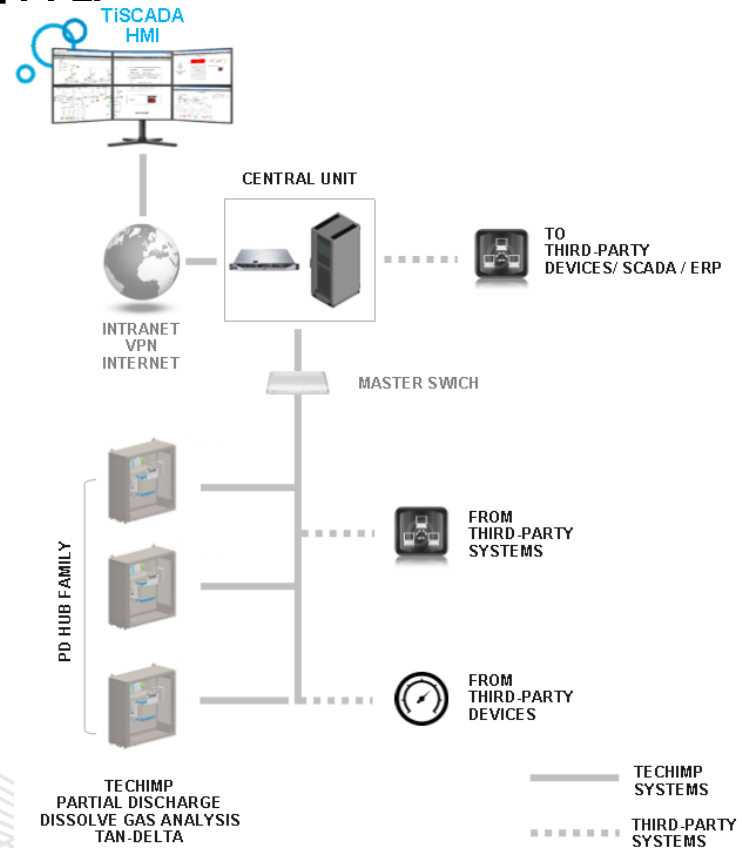 TiSCADA
HMI
CENTRAL UNIT
TO
THIRD-PARTY
DEVICES/ SCADA / ERP
INTRANET
VPN
INTERNET
MASTER SWICH
FROM
THIRD-PARTY
SYSTEMS
PD HUB FAMILY
FROM
THIRD-PARTY
DEVICES
TECHIMP
PARTIAL DISCHARGE
DISSOLVE GAS ANALYSIS
TAN-DELTA
TECHIMP
SYSTEMS
THIRD-PARTY
SYSTEMS